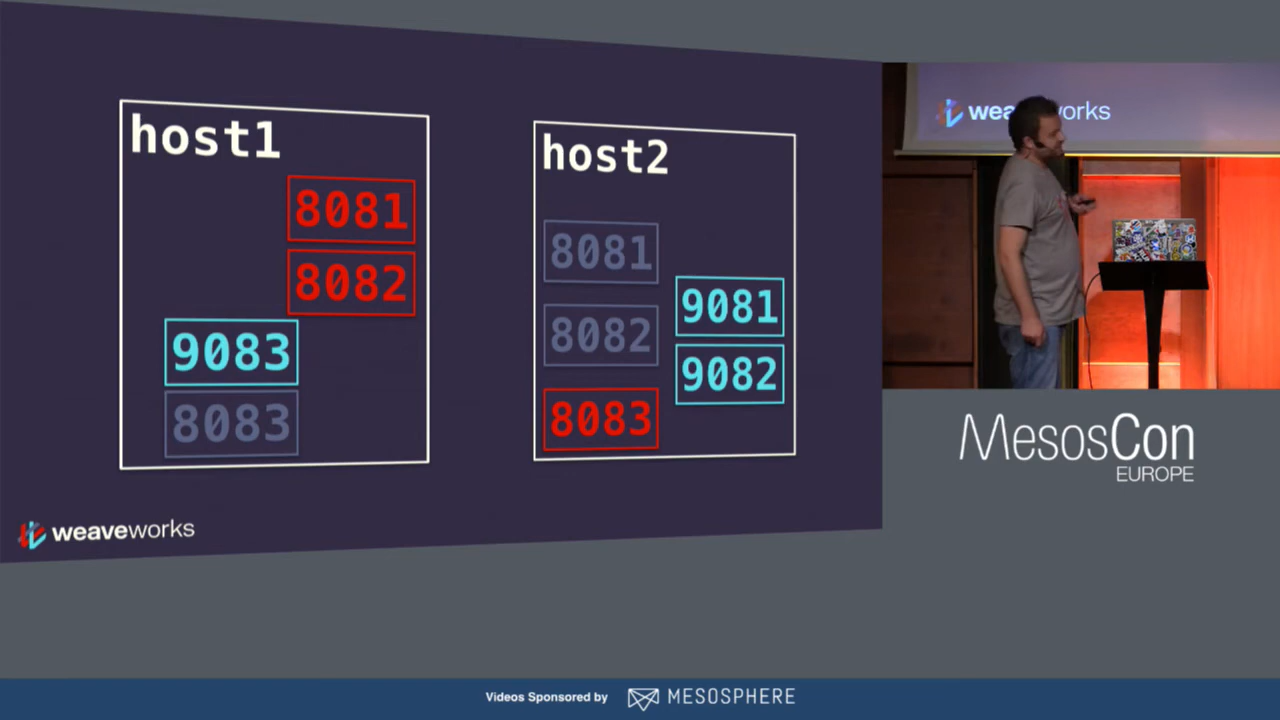 host1
8081
8082
9083
8083
host2
8081
9081
8082
9082
8083
weaveworks
weaveworks
MesosCon
EUROPE
Videos Sponsored by MESOSPHERE